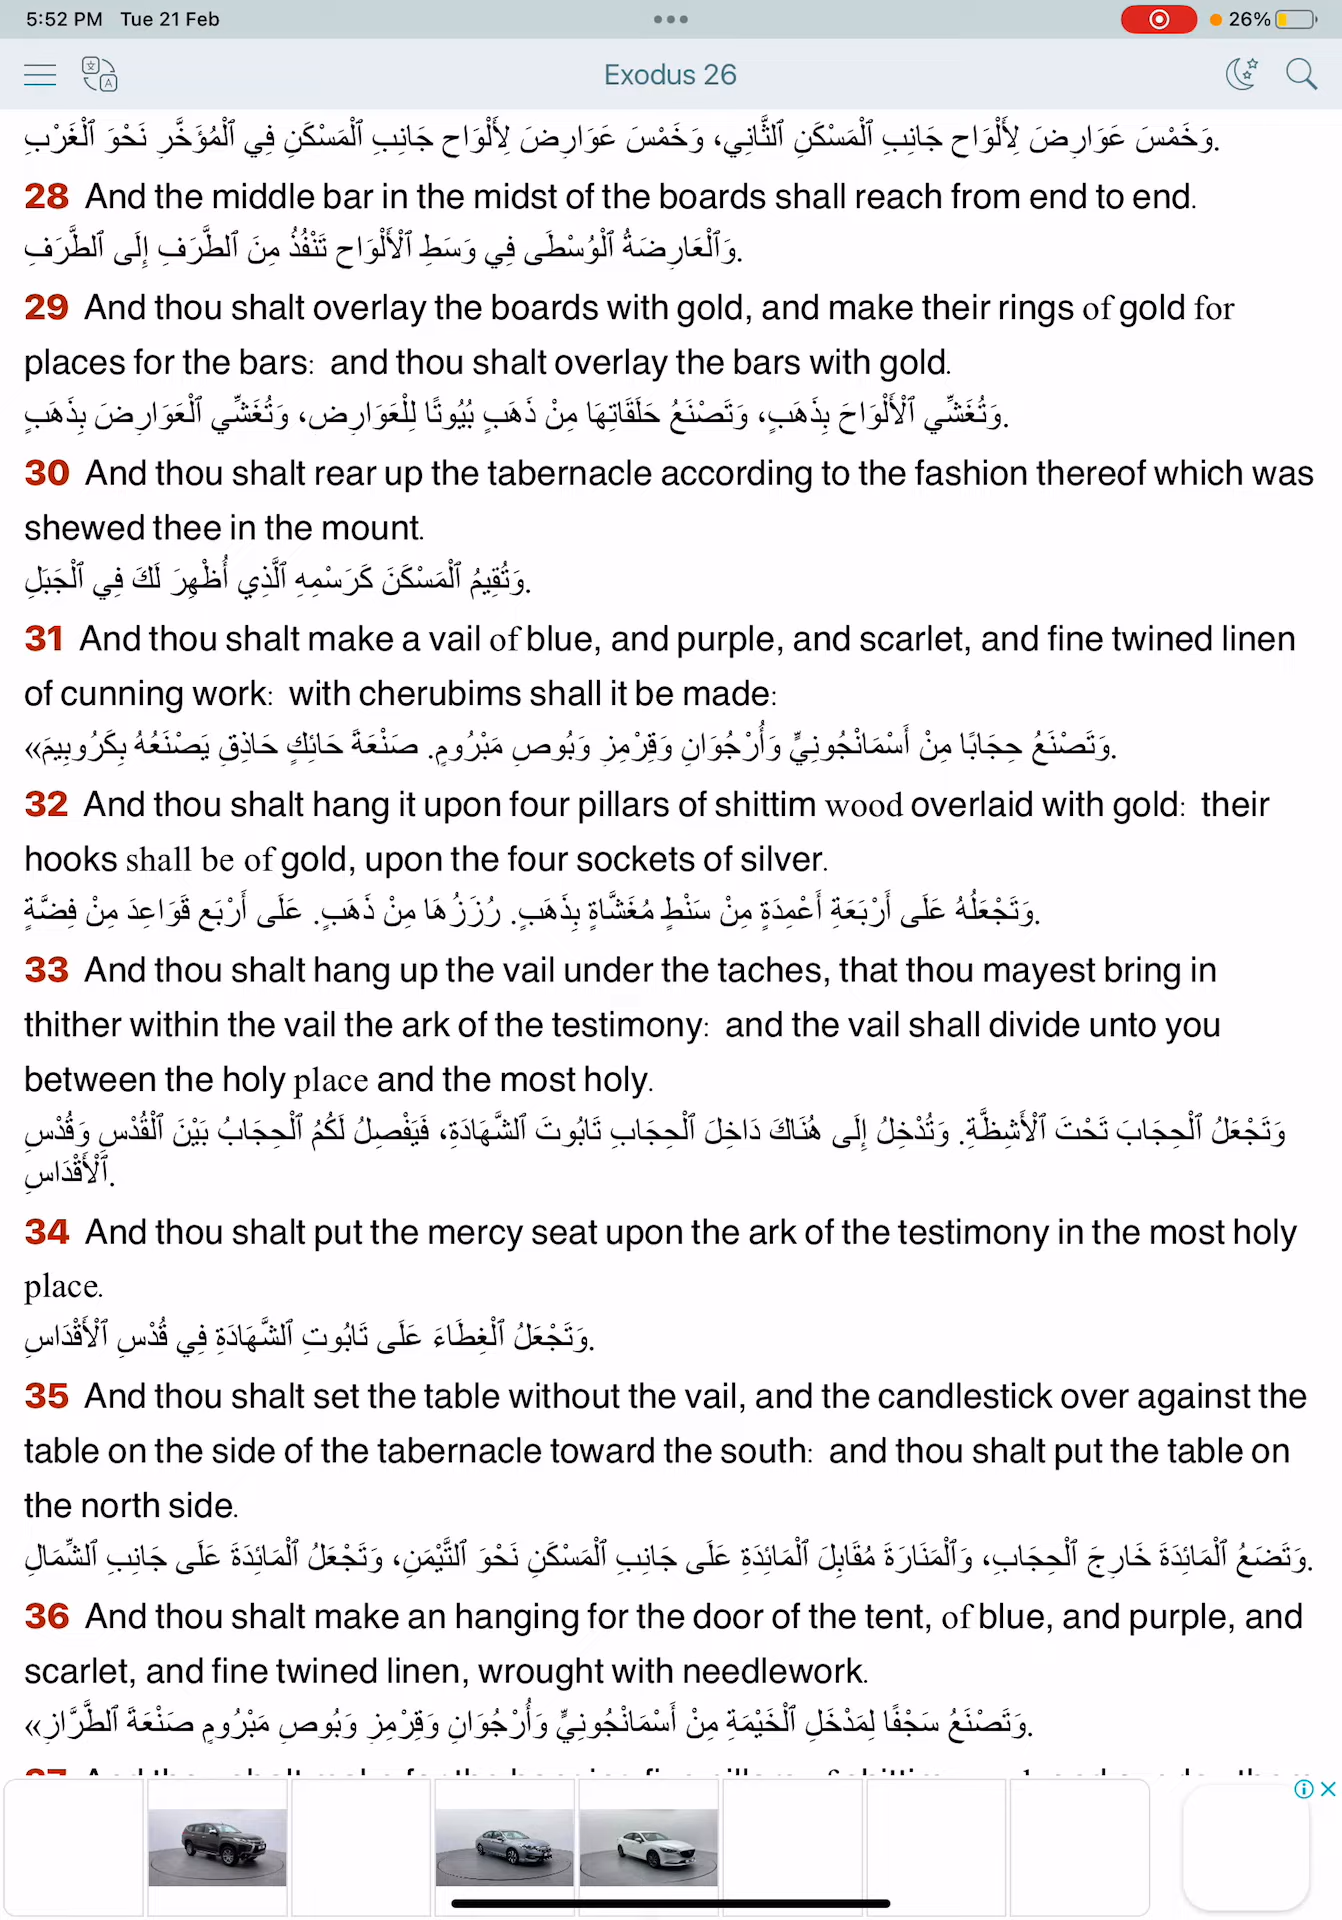 5:52 PM Tue 21 Feb
26%
Exodus 26
وَخَمْسَ عَوَارِضَ لِأَلْوَاحِ جَانِبِ ٱلْمَسْكَنِ ٱلثَّانِي، وَخَمْسَ عَوَارِضَ لِأَلْوَاحِ جَانِبِ ٱلْمَسْكَنِ فِي ٱلْمُؤَخَّرِ نَحْوَ ٱلْغَرْبِ.
28 And the middle bar in the midst of the boards shall reach from end to end.
وَٱلْعَارِضَةُ ٱلْوُسْطَى فِي وَسَطِ ٱلْأَلْوَاحِ تَنْفُذُ مِنَ ٱلطَّرَفِ إِلَى ٱلطَّرَفِ.
29 And thou shalt overlay the boards with gold, and make their rings of gold for
places for the bars: and thou shalt overlay the bars with gold.
وَتُغَشِّي ٱلْأَلْوَاحَ بِذَهَبٍ، وَتَصْنَعُ حَلَقَاتِهَا مِنْ ذَهَبٍ بُيُوتًا لِلْعَوَارِضِ، وَتُغَشِّي ٱلْعَوَارِضَ بِذَهَبٍ.
30 And thou shalt rear up the tabernacle according to the fashion thereof which was
shewed thee in the mount.
وَتُقِيمُ ٱلْمَسْكَنَ كَرَسْمِهِ ٱلَّذِي أُظْهِرَ لَكَ فِي ٱلْجَبَلِ.
31 And thou shalt make a vail of blue, and purple, and scarlet, and fine twined linen
of cunning work: with cherubims shall it be made:
«وَتَصْنَعُ حِجَابًا مِنْ أَسْمَانْجُونِيٍّ وَأُرْجُوَانٍ وَقِرْمِزٍ وَبُوصٍ مَبْرُومٍ. صَنْعَةَ حَائِكٍ حَاذِقٍ يَصْنَعُهُ بِكَرُوبِيمَ.
32 And thou shalt hang it upon four pillars of shittim wood overlaid with gold: their
hooks shall be of gold, upon the four sockets of silver.
وَتَجْعَلُهُ عَلَى أَرْبَعَةِ أَعْمِدَةٍ مِنْ سَنْطٍ مُغَشَّاةٍ بِذَهَبٍ. رُزَزُهَا مِنْ ذَهَبٍ. عَلَى أَرْبَعِ قَوَاعِدَ مِنْ فِضَّةٍ.
33 And thou shalt hang up the vail under the taches, that thou mayest bring in
thither within the vail the ark of the testimony: and the vail shall divide unto you
between the holy place and the most holy.
وَتَجْعَلُ ٱلْحِجَابَ تَحْتَ ٱلْأَشِظَّةِ. وَتُدْخِلُ إِلَى هُنَاكَ دَاخِلَ ٱلْحِجَابِ تَابُوتَ ٱلشَّهَادَةِ، فَيَفْصِلُ لَكُمُ ٱلْحِجَابُ بَيْنَ ٱلْقُدْسِ وَقُدْسِ
ٱلْأَقْدَاسِ.
34 And thou shalt put the mercy seat upon the ark of the testimony in the most holy
place.
وَتَجْعَلُ ٱلْغِطَاءَ عَلَى تَابُوتِ ٱلشَّهَادَةِ فِي قُدْسِ ٱلْأَقْدَاسِ.
35 And thou shalt set the table without the vail, and the candlestick over against the
table on the side of the tabernacle toward the south: and thou shalt put the table on
the north side.
وَتَضَعُ ٱلْمَائِدَةَ خَارِجَ ٱلْحِجَابِ، وَٱلْمَنَارَةَ مُقَابِلَ ٱلْمَائِدَةِ عَلَى جَانِبِ ٱلْمَسْكَنِ نَحْوَ ٱلتَّيْمَنِ، وَتَجْعَلُ ٱلْمَائِدَةَ عَلَى جَانِبِ ٱلشِّمَالِ.
36 And thou shalt make an hanging for the door of the tent, of blue, and purple, and
scarlet, and fine twined linen, wrought with needlework.
«وَتَصْنَعُ سَجْفًا لِمَدْخَلِ ٱلْخَيْمَةِ مِنْ أَسْمَانْجُونِيٍّ وَأُرْجُوَانٍ وَقِرْمِزٍ وَبُوصٍ مَبْرُومٍ صَنْعَةَ ٱلطَّرَّازِ.